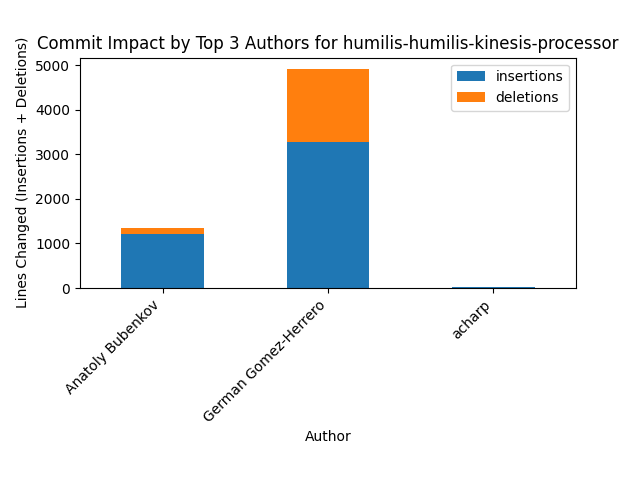 Commit Impact by Top 3 Authors for humilis-humilis-kinesis-processor
Lines Changed (Insertions + Deletions)
5000
4000
3000
2000
1000
0
insertions
deletions
Anatoly Bubenkov
German Gomez-Herrero
acharp
Author